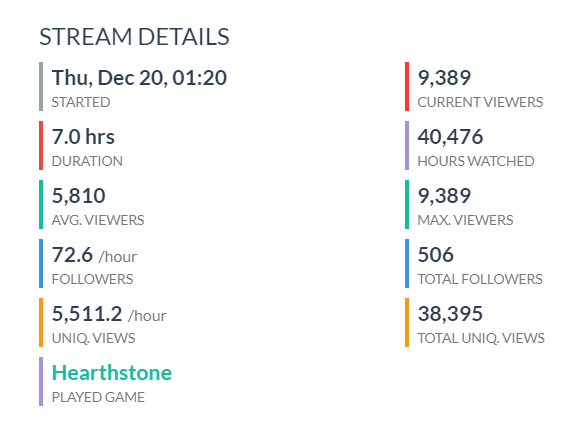 STREAM DETAILS
Thu, Dec 20, 01:20
STARTED
9,389
CURRENT VIEWERS
7.0 hrs
DURATION
40,476
HOURS WATCHED
5,810
AVG. VIEWERS
9,389
MAX. VIEWERS
72.6 /hour
FOLLOWERS
506
TOTAL FOLLOWERS
5,511.2 /hour
UNIQ. VIEWS
38,395
TOTAL UNIQ. VIEWS
Hearthstone
PLAYED GAME